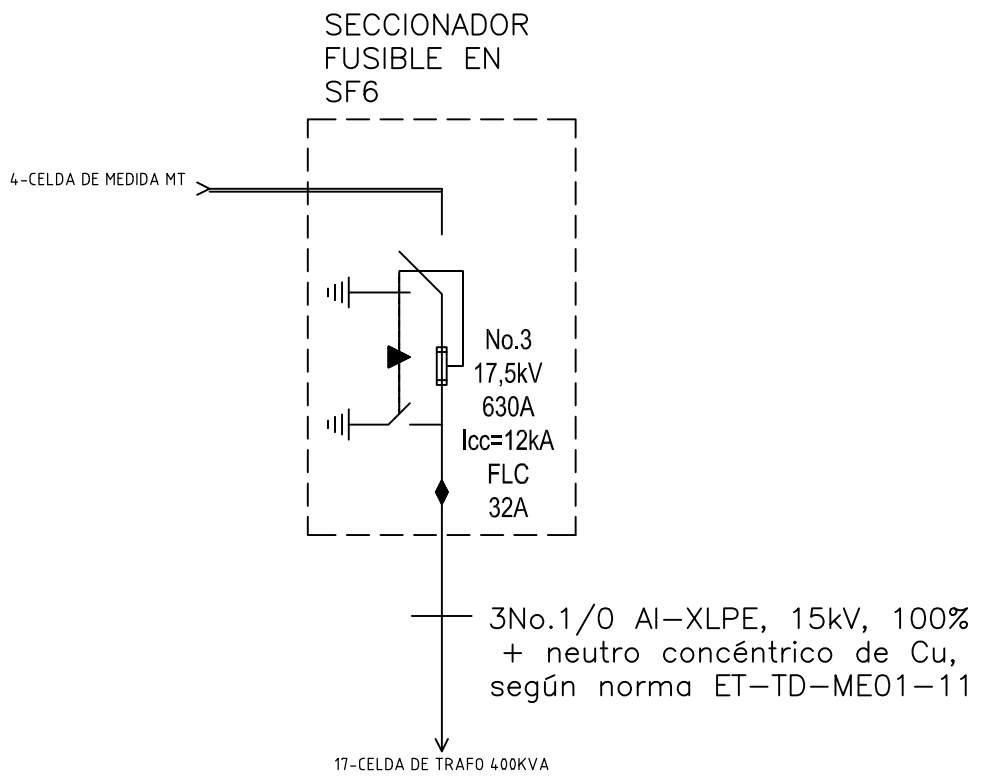 SECCIONADOR
FUSIBLE EN
SF6
4-CELDA DE MEDIDA MT
No.3
17,5kV
630A
Icc=12kA
FLC
32A
3No.1/0 Al-XLPE, 15kV, 100%
+ neutro concéntrico de Cu,
según norma ET-TD-ME01-11
17-CELDA DE TRAFO 400KVA